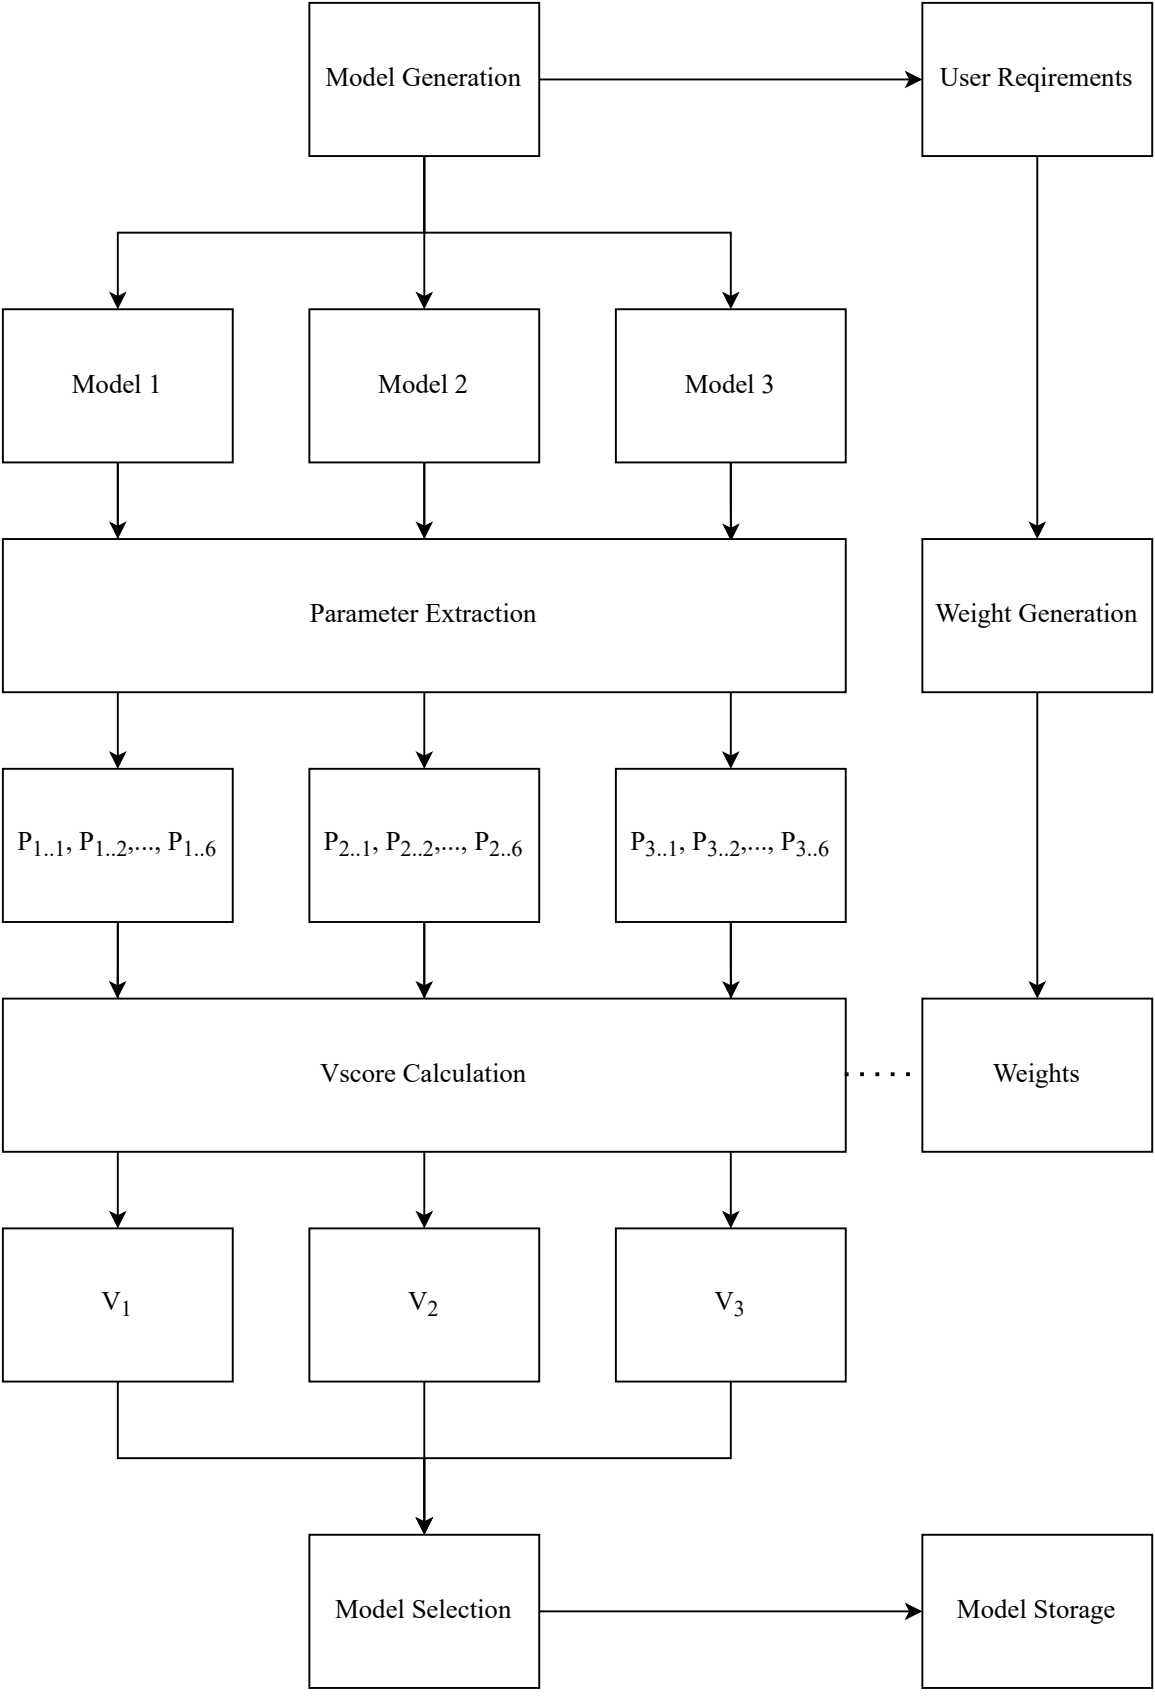 Model Generation
User Reqirements
Model 1
Model 2
Model 3
Parameter Extraction
Weight Generation
P1..1, P1..2,..., P1..6
P2..1, P2..2,..., P2..6
P3..1, P3..2,..., P3..6
Vscore Calculation
Weights
V1
V2
V3
Model Selection
Model Storage